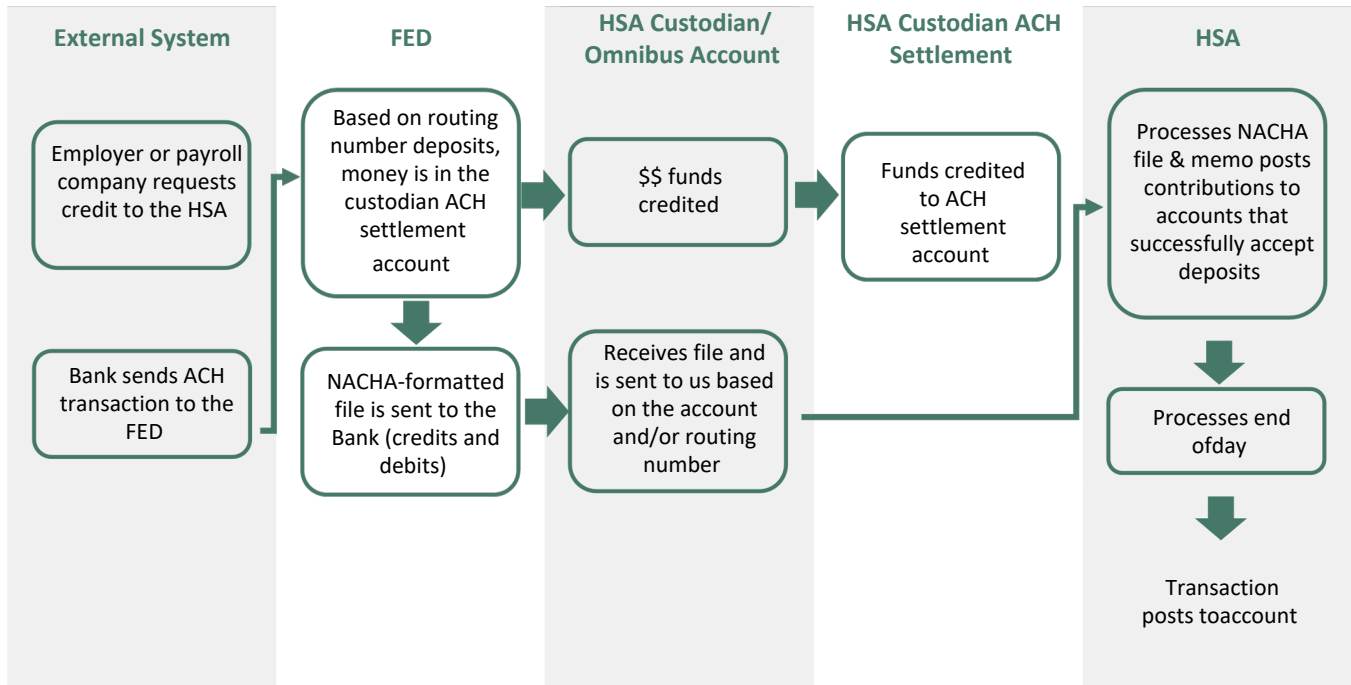 External System
FED
HSA Custodian/
Omnibus Account
HSA Custodian ACH
Settlement
HSA
Employer or payroll
company requests
credit to the HSA
Bank sends ACH
transaction to the
FED
Based on routing
number deposits,
money is in the
custodian ACH
settlement
account
NACHA-formatted
file is sent to the
Bank (credits and
debits)
$$ funds
credited
Receives file and
is sent to us based
on the account
and/or routing
number
Funds credited
to ACH
settlement
account
Processes NACHA
file & memo posts
contributions to
accounts that
successfully accept
deposits
Processes end
ofday
Transaction
posts toaccount